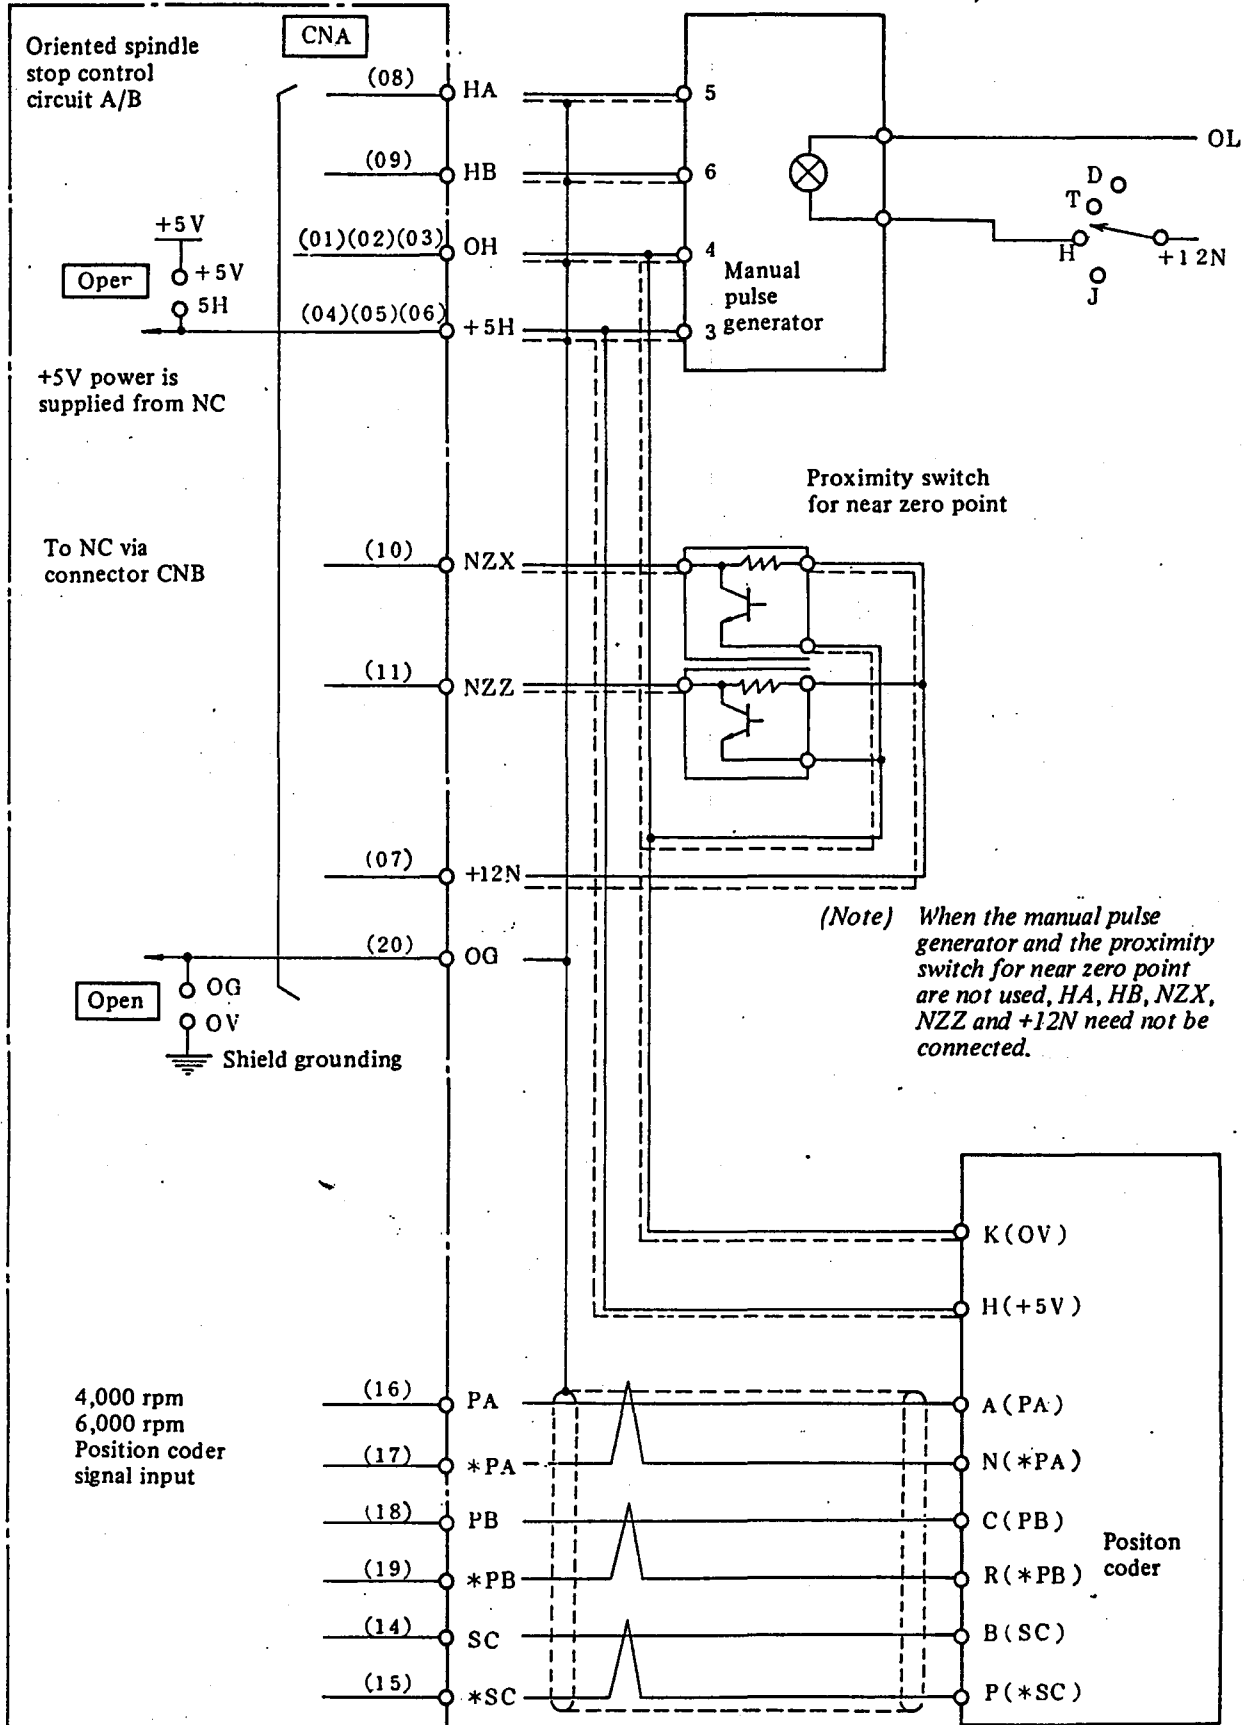 CNA
Oriented spindle
stop control
circuit A/B
(08)
HA
5
(09)
HB
6
OL
D
T
H
J
+12N
+5V
+5V
Oper
5H
(01)(02)(03)
OH
4
(04)(05)(06)
+5H
3
Manual
pulse
generator
+5V power is
supplied from NC
Proximity switch
for near zero point
To NC via
connector CNB
(10)
NZX
(11)
NZZ
(07)
+12N
(20)
OG
Open
OG
OV
Shield grounding
(Note) When the manual pulse
generator and the proximity
switch for near zero point
are not used, HA, HB, NZX,
NZZ and +12N need not be
connected.
K(OV)
H(+5V)
4,000 rpm
6,000 rpm
Position coder
signal input
(16)
PA
A(PA)
(17)
*PA
N(*PA)
(18)
PB
C(PB)
(19)
*PB
R(*PB)
Positon
coder
(14)
SC
B(SC)
(15)
*SC
P(*SC)